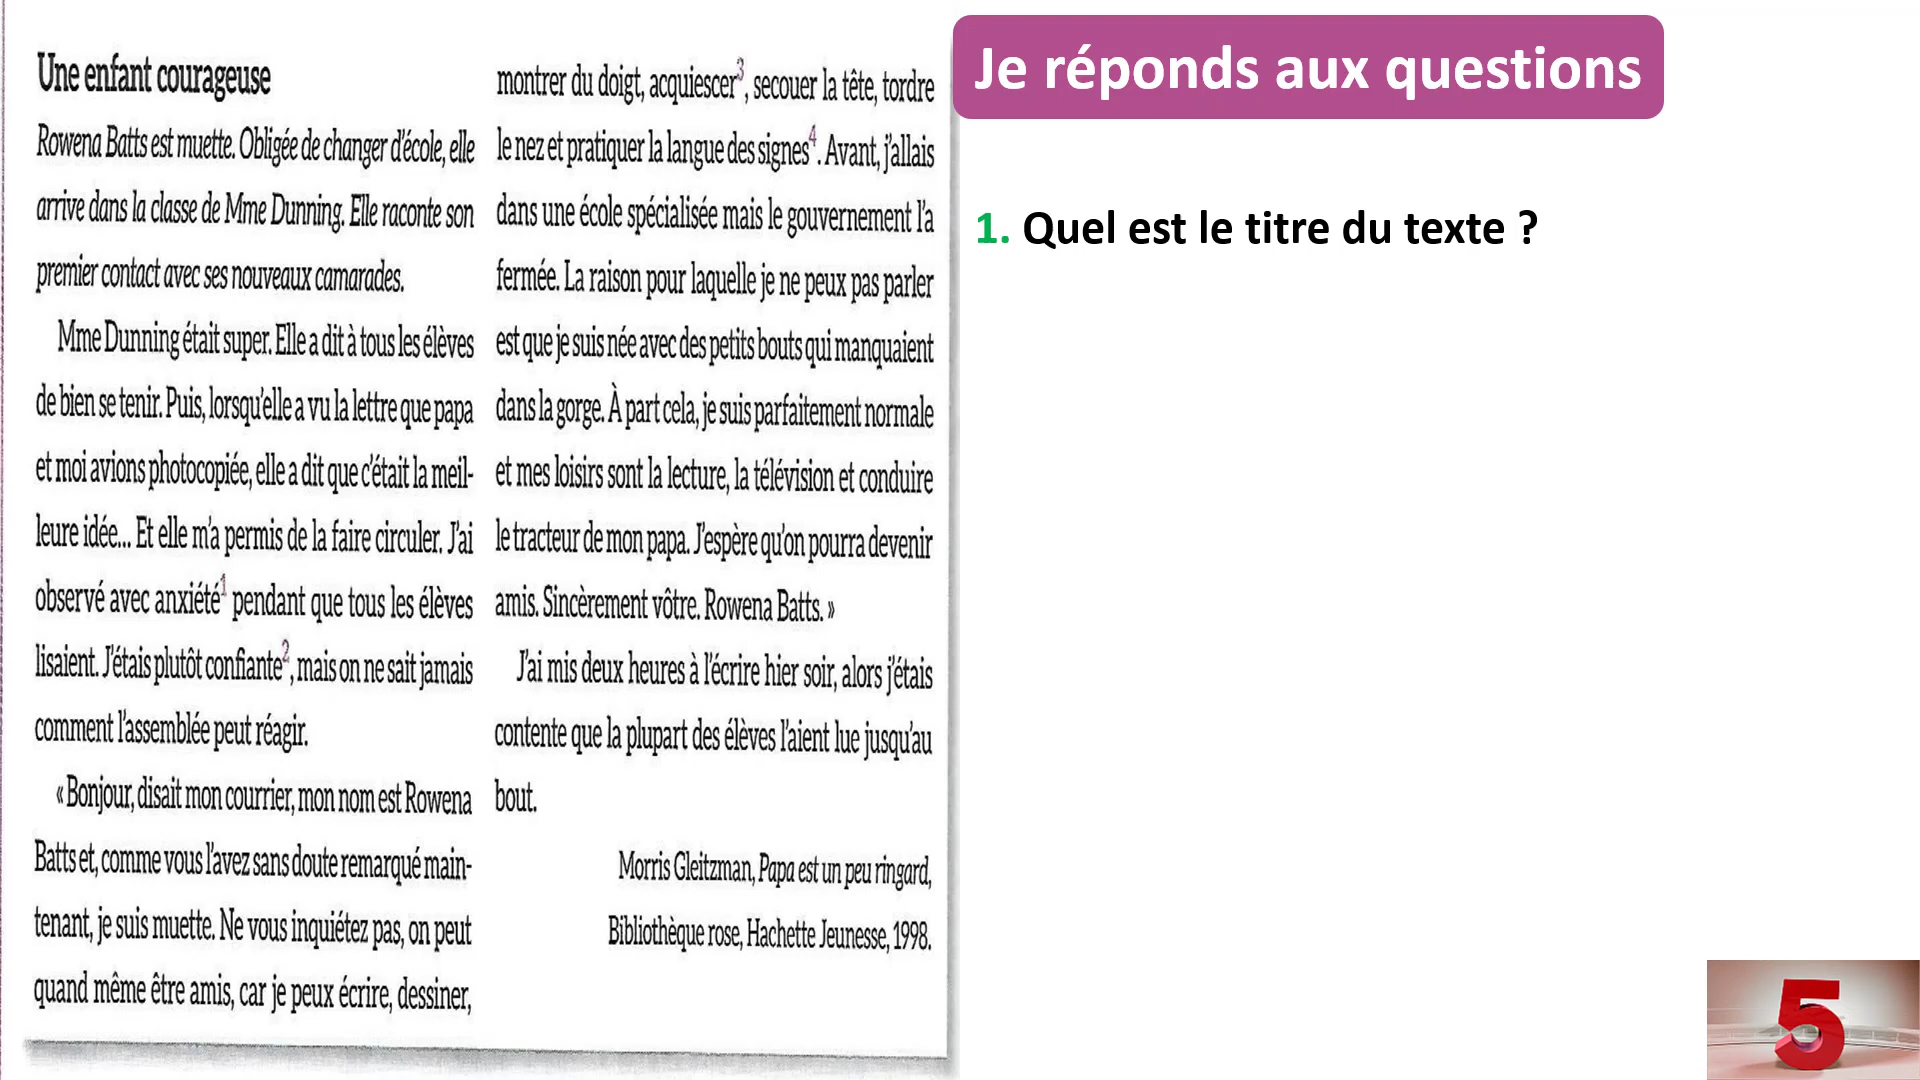 Une enfant courageuse
Rowena Batts est muette. Obligée de changer d'école, elle
arrive dans la classe de Mme Dunning. Elle raconte son
premier contact avec ses nouveaux camarades.
Mme Dunning était super. Elle a dit à tous les élèves
de bien se tenir. Puis, lorsqu'elle a vu la lettre que papa
et moi avions photocopiée, elle a dit que c'était la meil-
leure idée... Et elle m'a permis de la faire circuler. J'ai
observé avec anxiété1 pendant que tous les élèves
lisaient. J'étais plutôt confiante2, mais on ne sait jamais
comment l'assemblée peut réagir.
« Bonjour, disait mon courrier, mon nom est Rowena
Batts et, comme vous l'avez sans doute remarqué main-
tenant, je suis muette. Ne vous inquiétez pas, on peut
quand même être amis, car je peux écrire, dessiner,
montrer du doigt, acquiescer3, secouer la tête, tordre
le nez et pratiquer la langue des signes4. Avant, j'allais
dans une école spécialisée mais le gouvernement l'a
fermée. La raison pour laquelle je ne peux pas parler
est que je suis née avec des petits bouts qui manquaient
dans la gorge. À part cela, je suis parfaitement normale
et mes loisirs sont la lecture, la télévision et conduire
le tracteur de mon papa. J'espère qu'on pourra devenir
amis. Sincèrement vôtre. Rowena Batts. »
J'ai mis deux heures à l'écrire hier soir, alors j'étais
contente que la plupart des élèves l'aient lue jusqu'au
bout.
Morris Gleitzman, Papa est un peu ringard,
Bibliothèque rose, Hachette Jeunesse, 1998.
Je réponds aux questions
1. Quel est le titre du texte ?
5